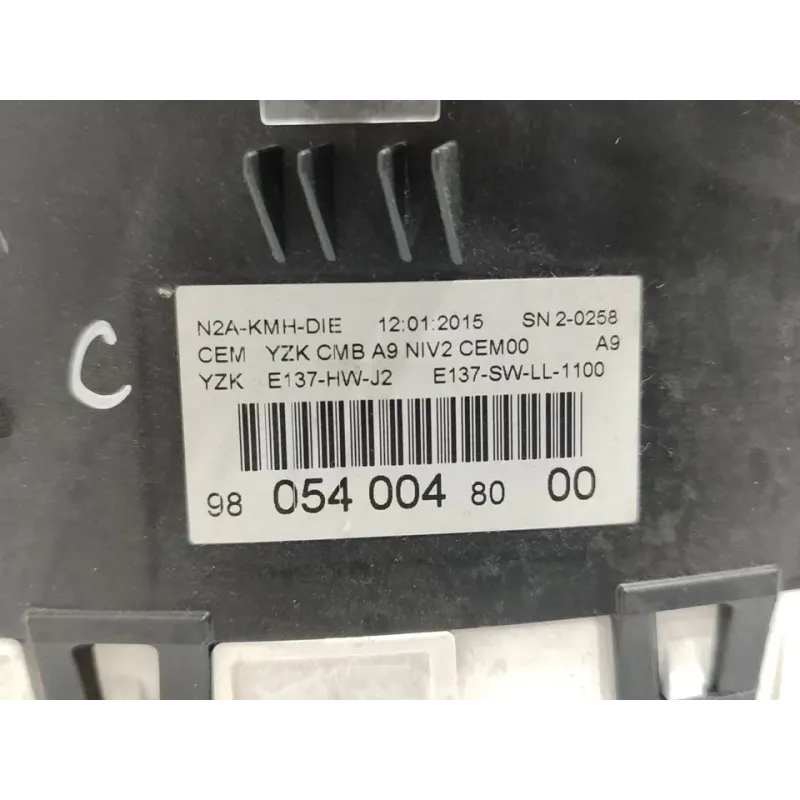 C
N2A-KMH-DIE 12:01:2015 SN 2-0258
CEM YZK CMB A9 NIV2 CEM00 A9
YZK E137-HW-J2 E137-SW-LL-1100
98 054 004 80 00